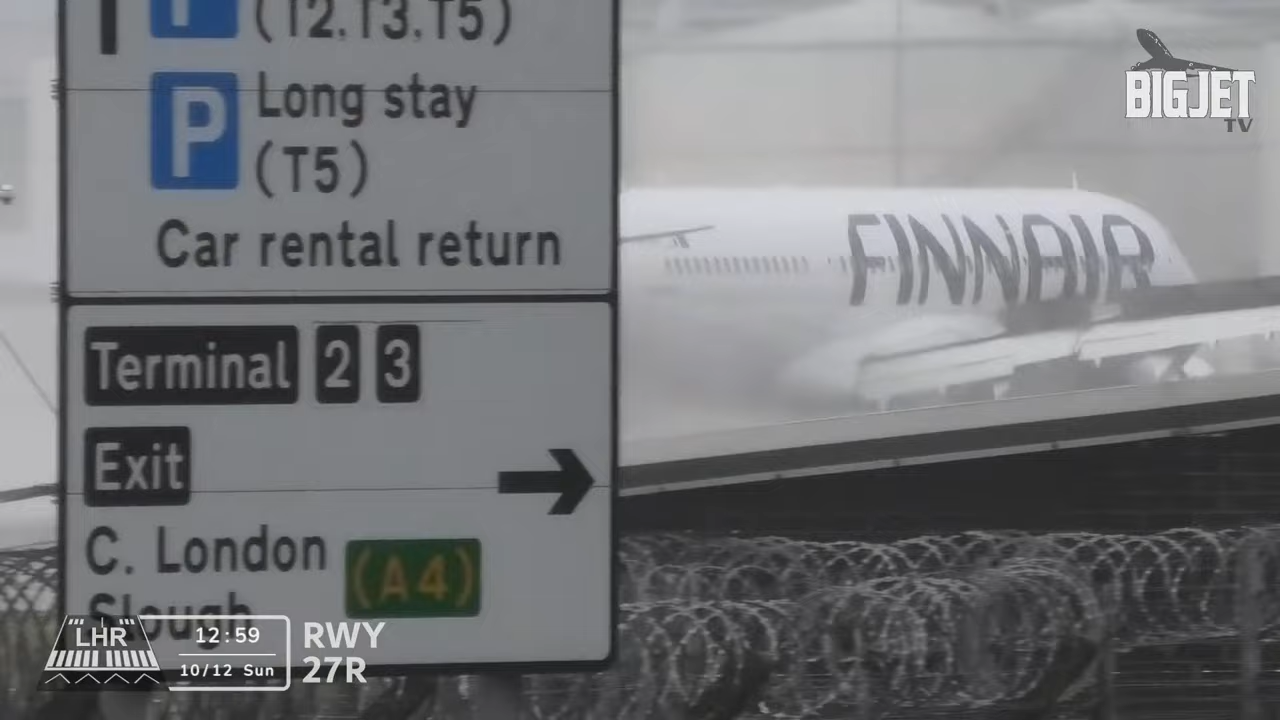 (T2.T3.T5)
P Long stay
(T5)
Car rental return
Terminal 2 3
Exit
C. London
(A4)
Slough
FINNAIR
BIGJET
TV
LHR
12:59
10/12 Sun
RWY
27R